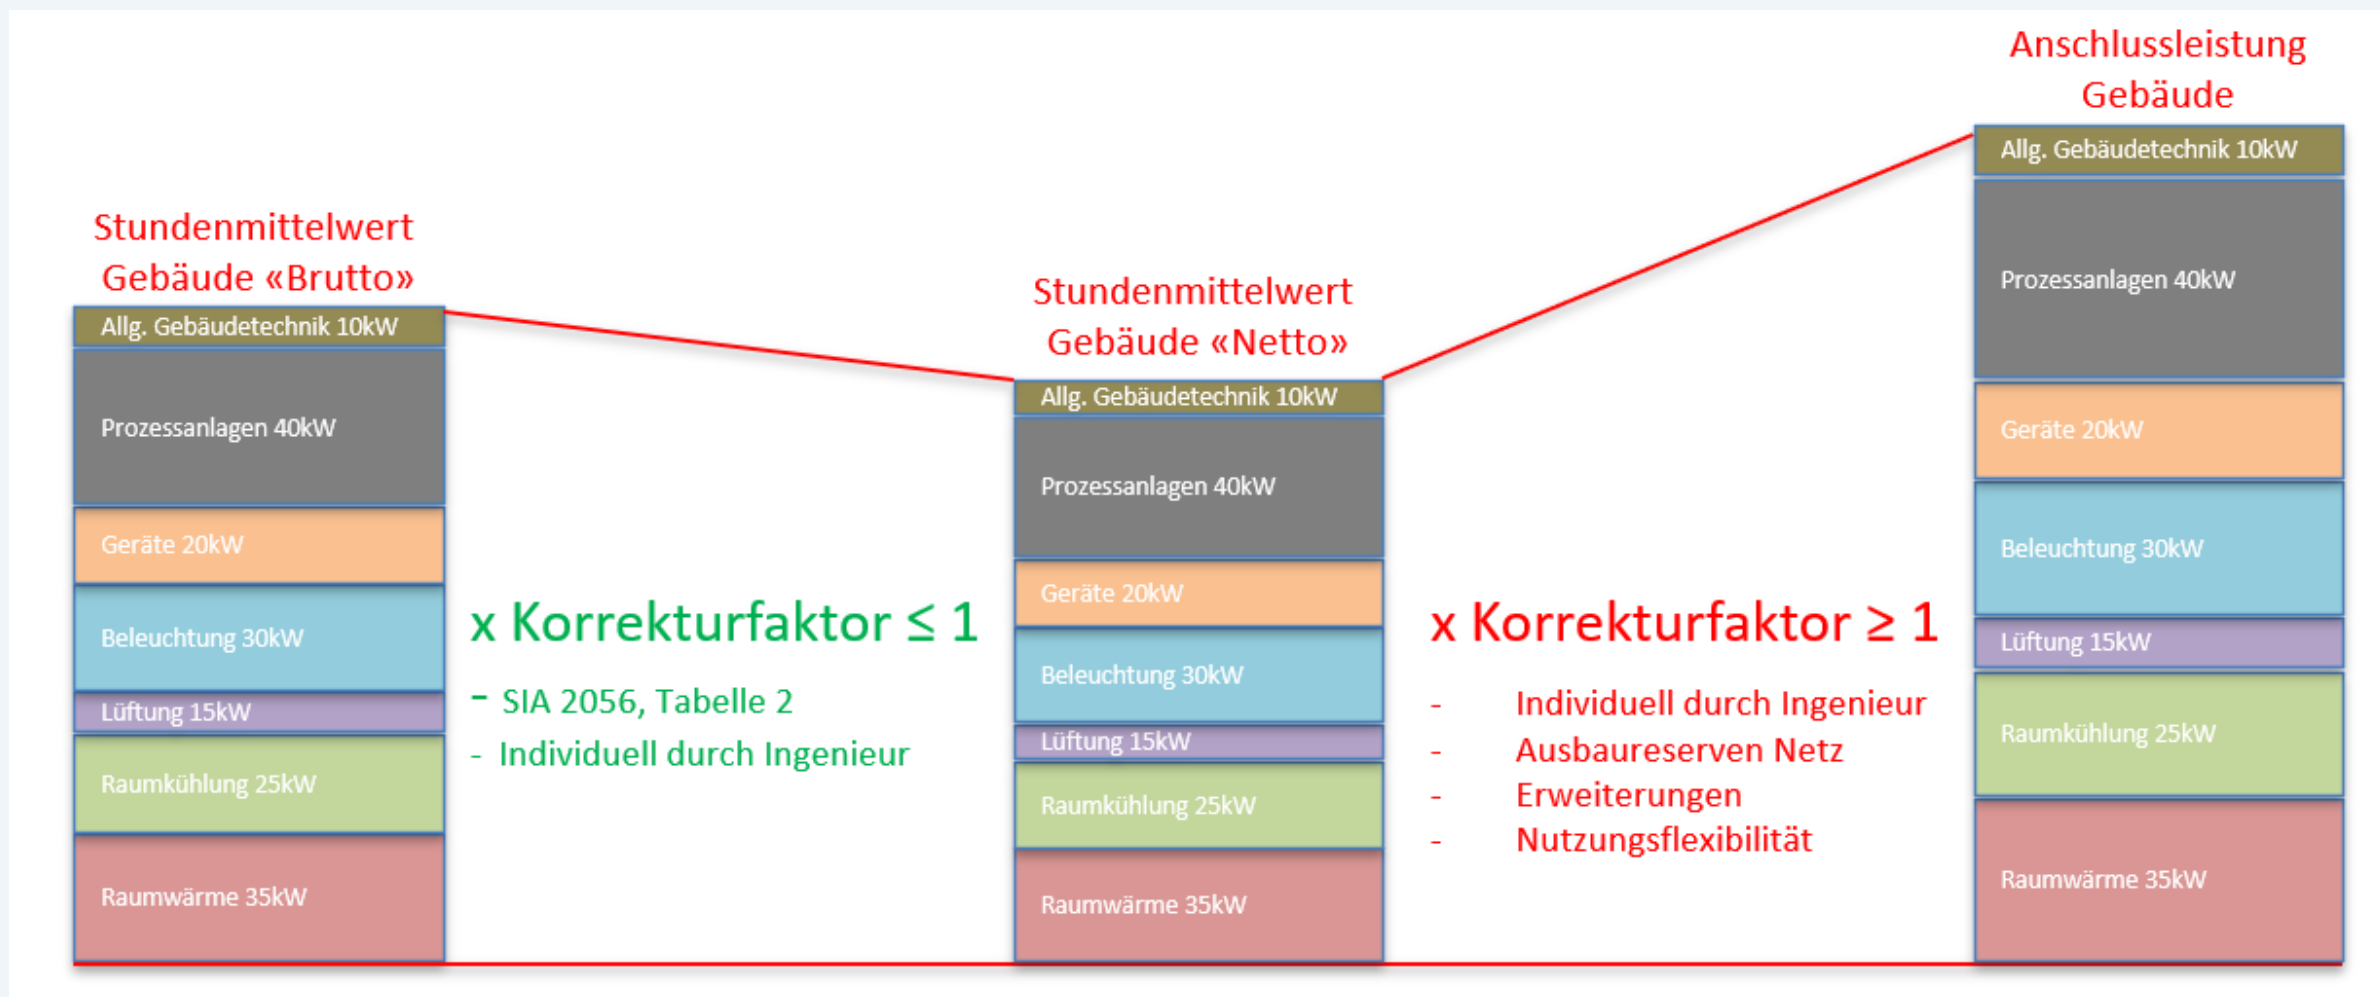 Stundenmittelwert
Gebäude «Brutto»
Allg. Gebäudetechnik 10kW
Prozessanlagen 40kW
Geräte 20kW
Beleuchtung 30kW
Lüftung 15kW
Raumkühlung 25kW
Raumwärme 35kW
x Korrekturfaktor ≤ 1
- SIA 2056, Tabelle 2
- Individuell durch Ingenieur
Stundenmittelwert
Gebäude «Netto»
Allg. Gebäudetechnik 10kW
Prozessanlagen 40kW
Geräte 20kW
Beleuchtung 30kW
Lüftung 15kW
Raumkühlung 25kW
Raumwärme 35kW
x Korrekturfaktor ≥ 1
- Individuell durch Ingenieur
- Ausbaureserven Netz
- Erweiterungen
- Nutzungsflexibilität
Anschlussleistung
Gebäude
Allg. Gebäudetechnik 10kW
Prozessanlagen 40kW
Geräte 20kW
Beleuchtung 30kW
Lüftung 15kW
Raumkühlung 25kW
Raumwärme 35kW